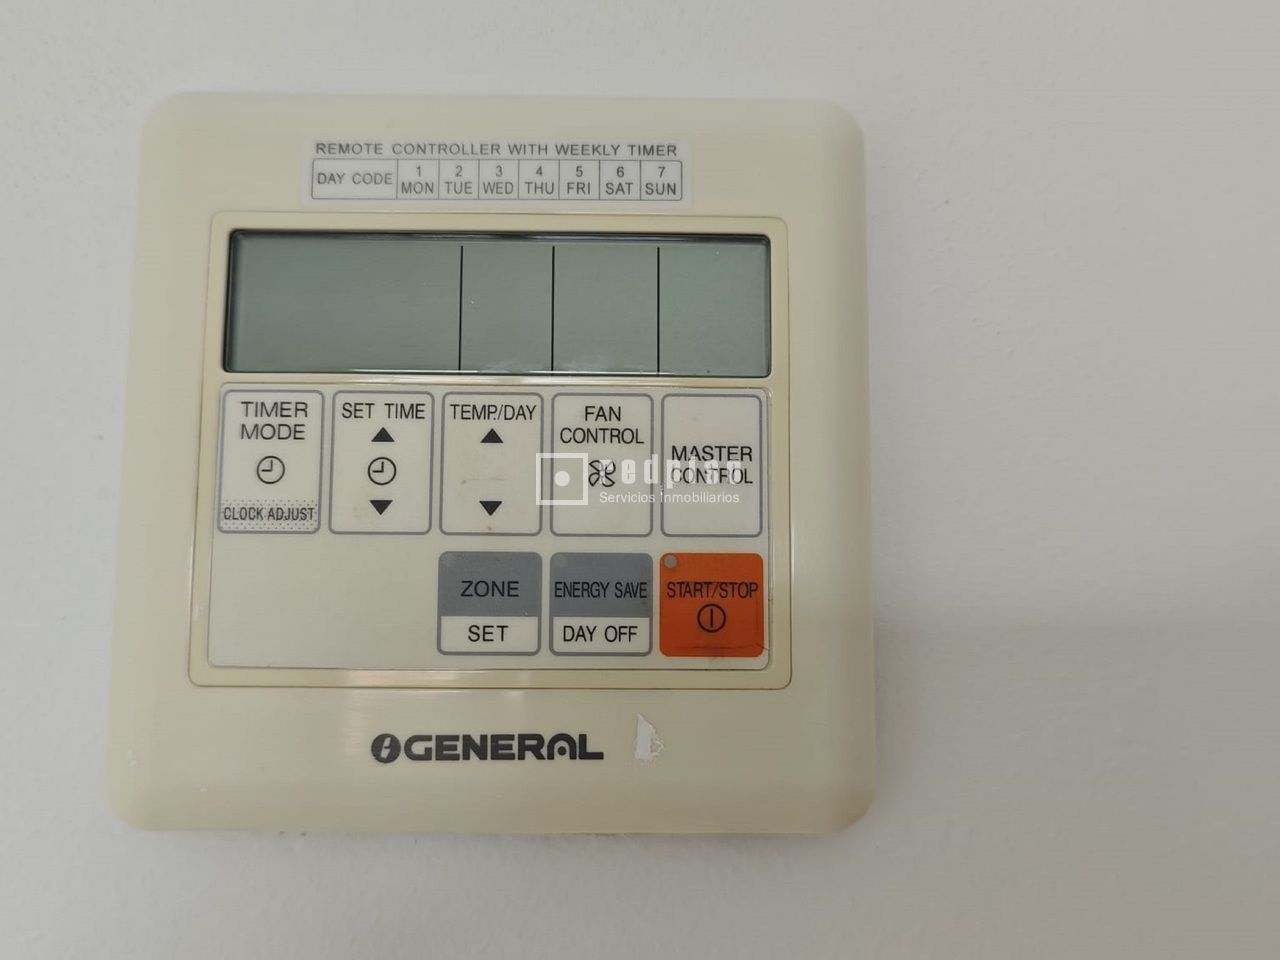 REMOTE CONTROLLER WITH WEEKLY TIMER
DAY CODE 1 MON 2 TUE 3 WED 4 THU 5 FRI 6 SAT 7 SUN
TIMER
MODE
CLOCK ADJUST
SET TIME
TEMP./DAY
FAN
CONTROL
MASTER
CONTROL
redpiso
Servicios Inmobiliarios
ZONE
SET
ENERGY SAVE
DAY OFF
START/STOP
GENERAL